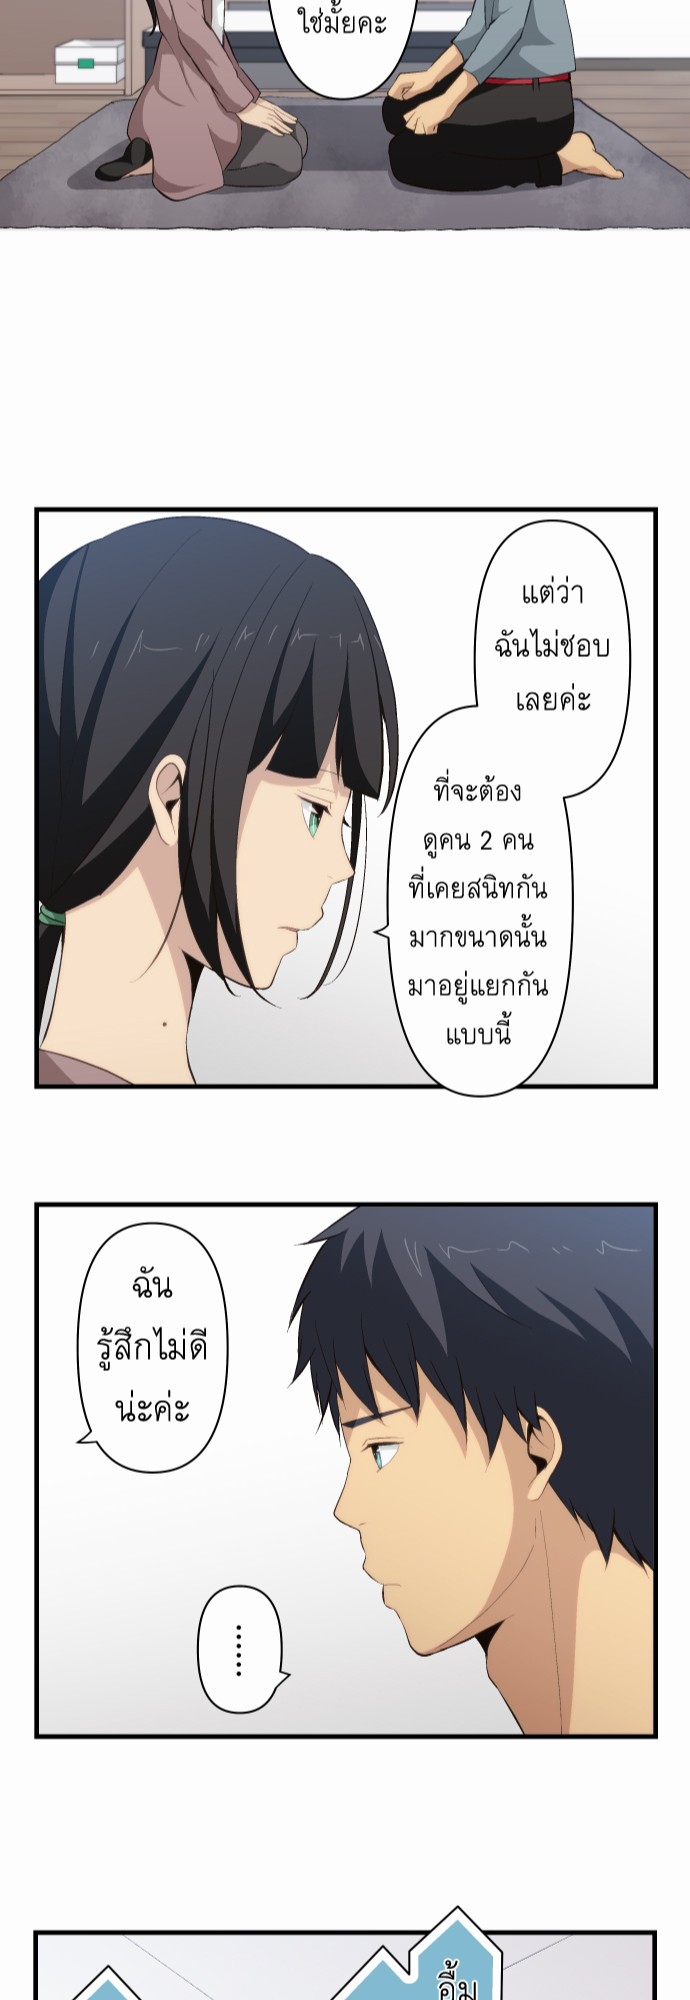 ใช่มั้ยคะ
แต่ว่า
ฉันไม่ชอบ
เลยค่ะ
ที่จะต้อง
ดูคน 2 คน
ที่เคยสนิทกัน
มากขนาดนั้น
มาอยู่แยกกัน
แบบนี้
ฉัน
รู้สึกไม่ดี
น่ะค่ะ
......
อื้ม